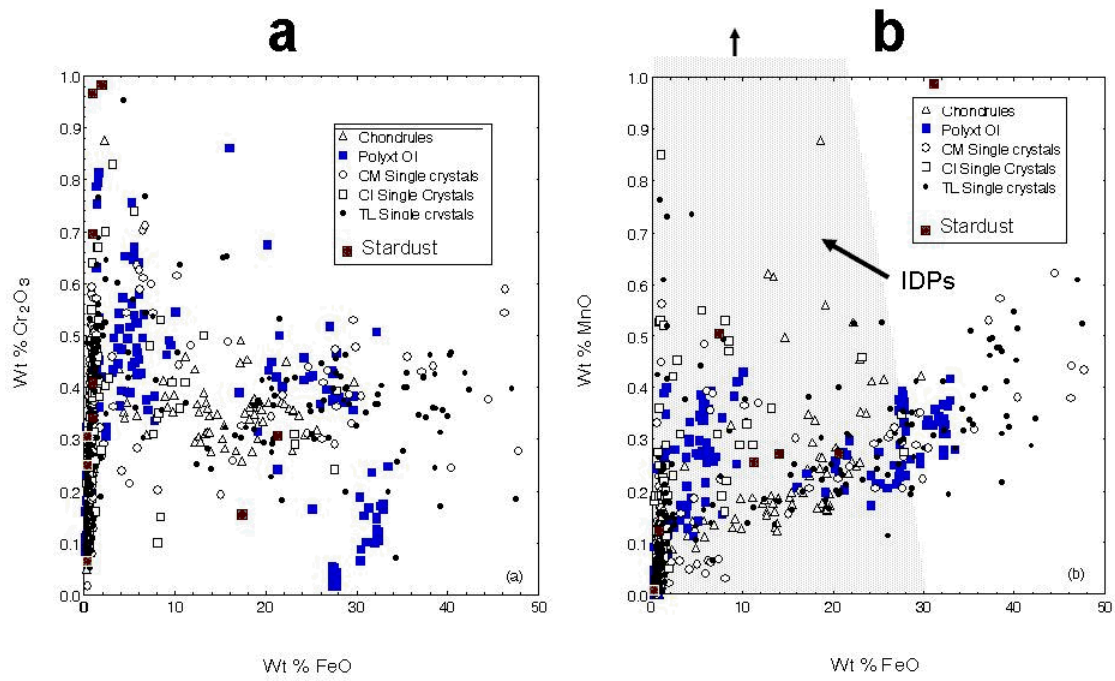 a
b
1.0
0.9
0.8
0.7
0.6
0.5
0.4
0.3
0.2
0.1
0.0
Wt % Cr2O3
Chondrules
Polyxt Ol
CM Single crystals
CI Single Crystals
TL Single crystals
Stardust
(a)
0
10
20
30
40
50
Wt % FeO
1.0
0.9
0.8
0.7
0.6
0.5
0.4
0.3
0.2
0.1
0.0
Wt % MnO
Chondrules
Polyxt Ol
CM Single crystals
CI Single Crystals
TL Single crystals
Stardust
IDPs
(b)
0
10
20
30
40
50
Wt % FeO